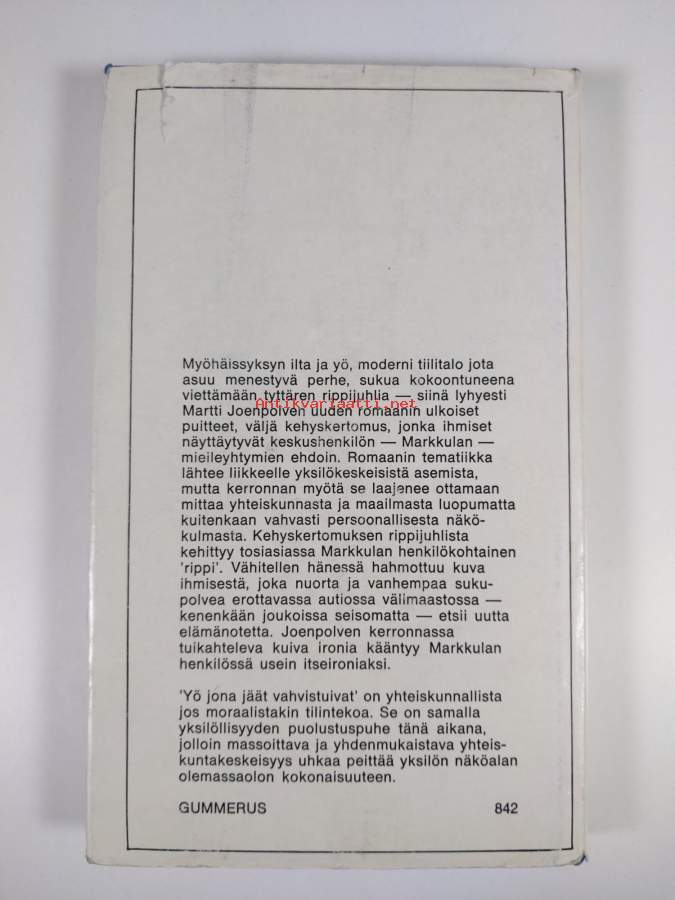 Myöhäissyksyn ilta ja yö, moderni tiilitalo jota
asuu menestyvä perhe, sukua kokoontuneena
viettämään tyttären rippijuhlia — siinä lyhyesti
Antikvariaatti.net
Martti Joenpolven uuden romaanin ulkoiset
puitteet, väljä kehyskertomus, jonka ihmiset
näyttäytyvät keskushenkilön — Markkulan —
mielleyhtymien ehdoin. Romaanin tematiikka
lähtee liikkeelle yksilökeskeisistä asemista,
mutta kerronnan myötä se laajenee ottamaan
mittaa yhteiskunnasta ja maailmasta luopumatta
kuitenkaan vahvasti persoonallisesta näkö-
kulmasta. Kehyskertomuksen rippijuhlista
kehittyy tosiasiassa Markkulan henkilökohtainen
'rippi'. Vähitellen hänessä hahmottuu kuva
ihmisestä, joka nuorta ja vanhempaa suku-
polvea erottavassa autiossa välimaastossa —
kenenkään joukoissa seisomatta — etsii uutta
elämänotetta. Joenpolven kerronnassa
tuikahteleva kuiva ironia kääntyy Markkulan
henkilössä usein itseironiaksi.
'Yö jona jäät vahvistuivat' on yhteiskunnallista
jos moraalistakin tilintekoa. Se on samalla
yksilöllisyyden puolustuspuhe tänä aikana,
jolloin massoittava ja yhdenmukaistava yhteis-
kuntakeskeisyys uhkaa peittää yksilön näköalan
olemassaolon kokonaisuuteen.
GUMMERUS 842